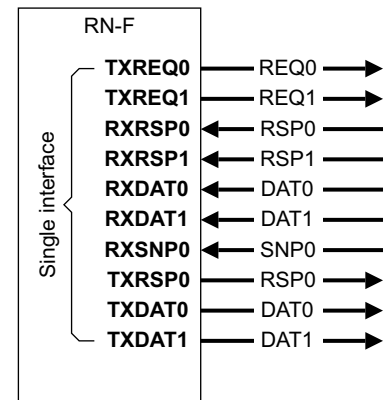 RN-F
TXREQ0 REQ0
TXREQ1 REQ1
RXRSP0 RSP0
RXRSP1 RSP1
RXDAT0 DAT0
RXDAT1 DAT1
RXSNP0 SNP0
TXRSP0 RSP0
TXDAT0 DAT0
TXDAT1 DAT1
Single interface